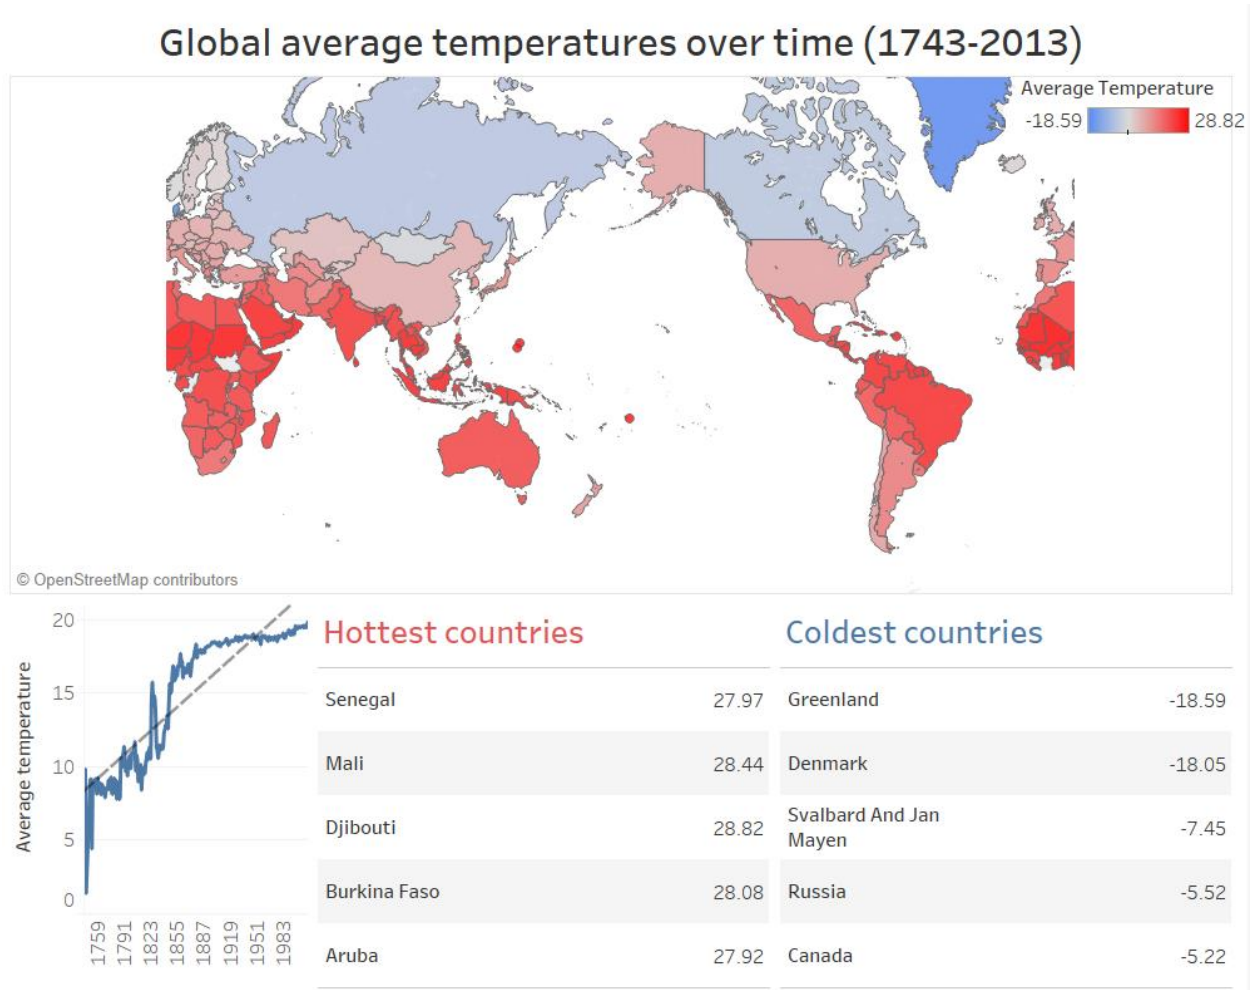 Global average temperatures over time (1743-2013)
Average Temperature
-18.59 28.82
© OpenStreetMap contributors
Average temperature
20
15
10
5
0
1759
1791
1823
1855
1887
1919
1951
1983
Hottest countries
Senegal 27.97
Mali 28.44
Djibouti 28.82
Burkina Faso 28.08
Aruba 27.92
Coldest countries
Greenland -18.59
Denmark -18.05
Svalbard And Jan
Mayen -7.45
Russia -5.52
Canada -5.22